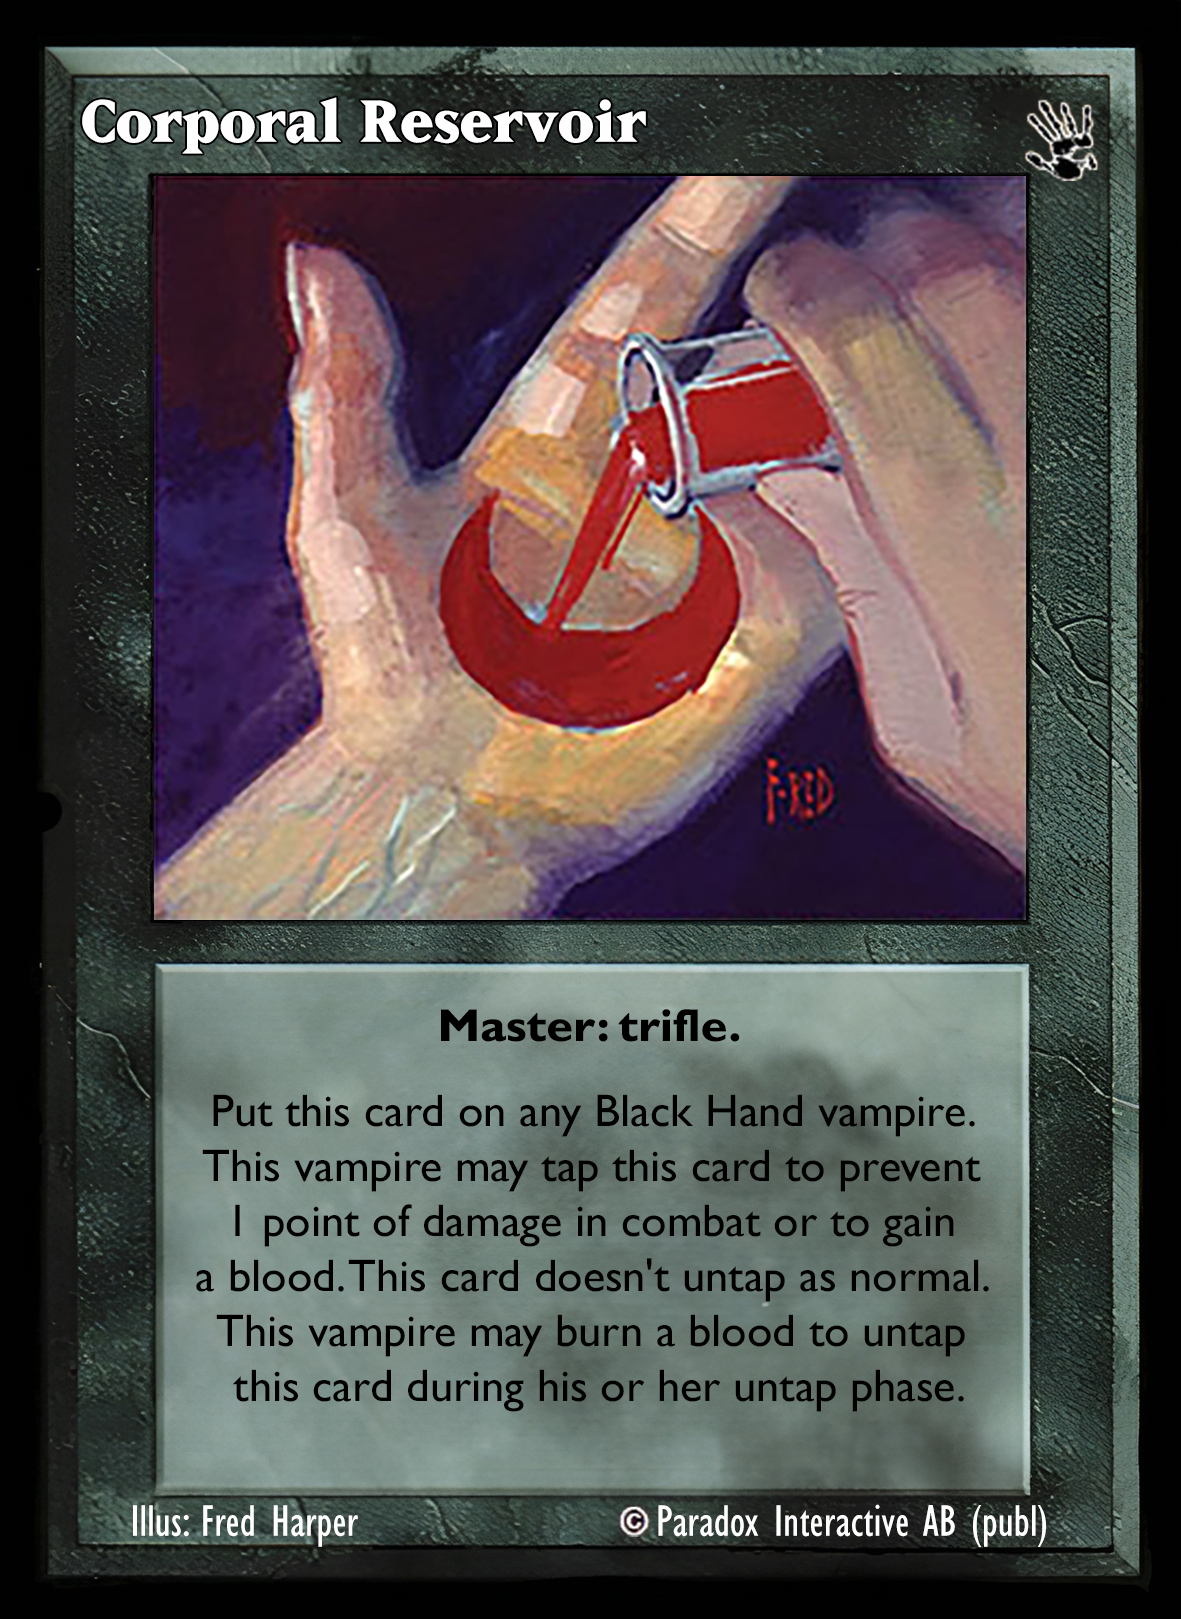 Corporal Reservoir
F.RED
Master: trifle.
Put this card on any Black Hand vampire.
This vampire may tap this card to prevent
1 point of damage in combat or to gain
a blood. This card doesn't untap as normal.
This vampire may burn a blood to untap
this card during his or her untap phase.
Illus: Fred Harper
© Paradox Interactive AB (publ)